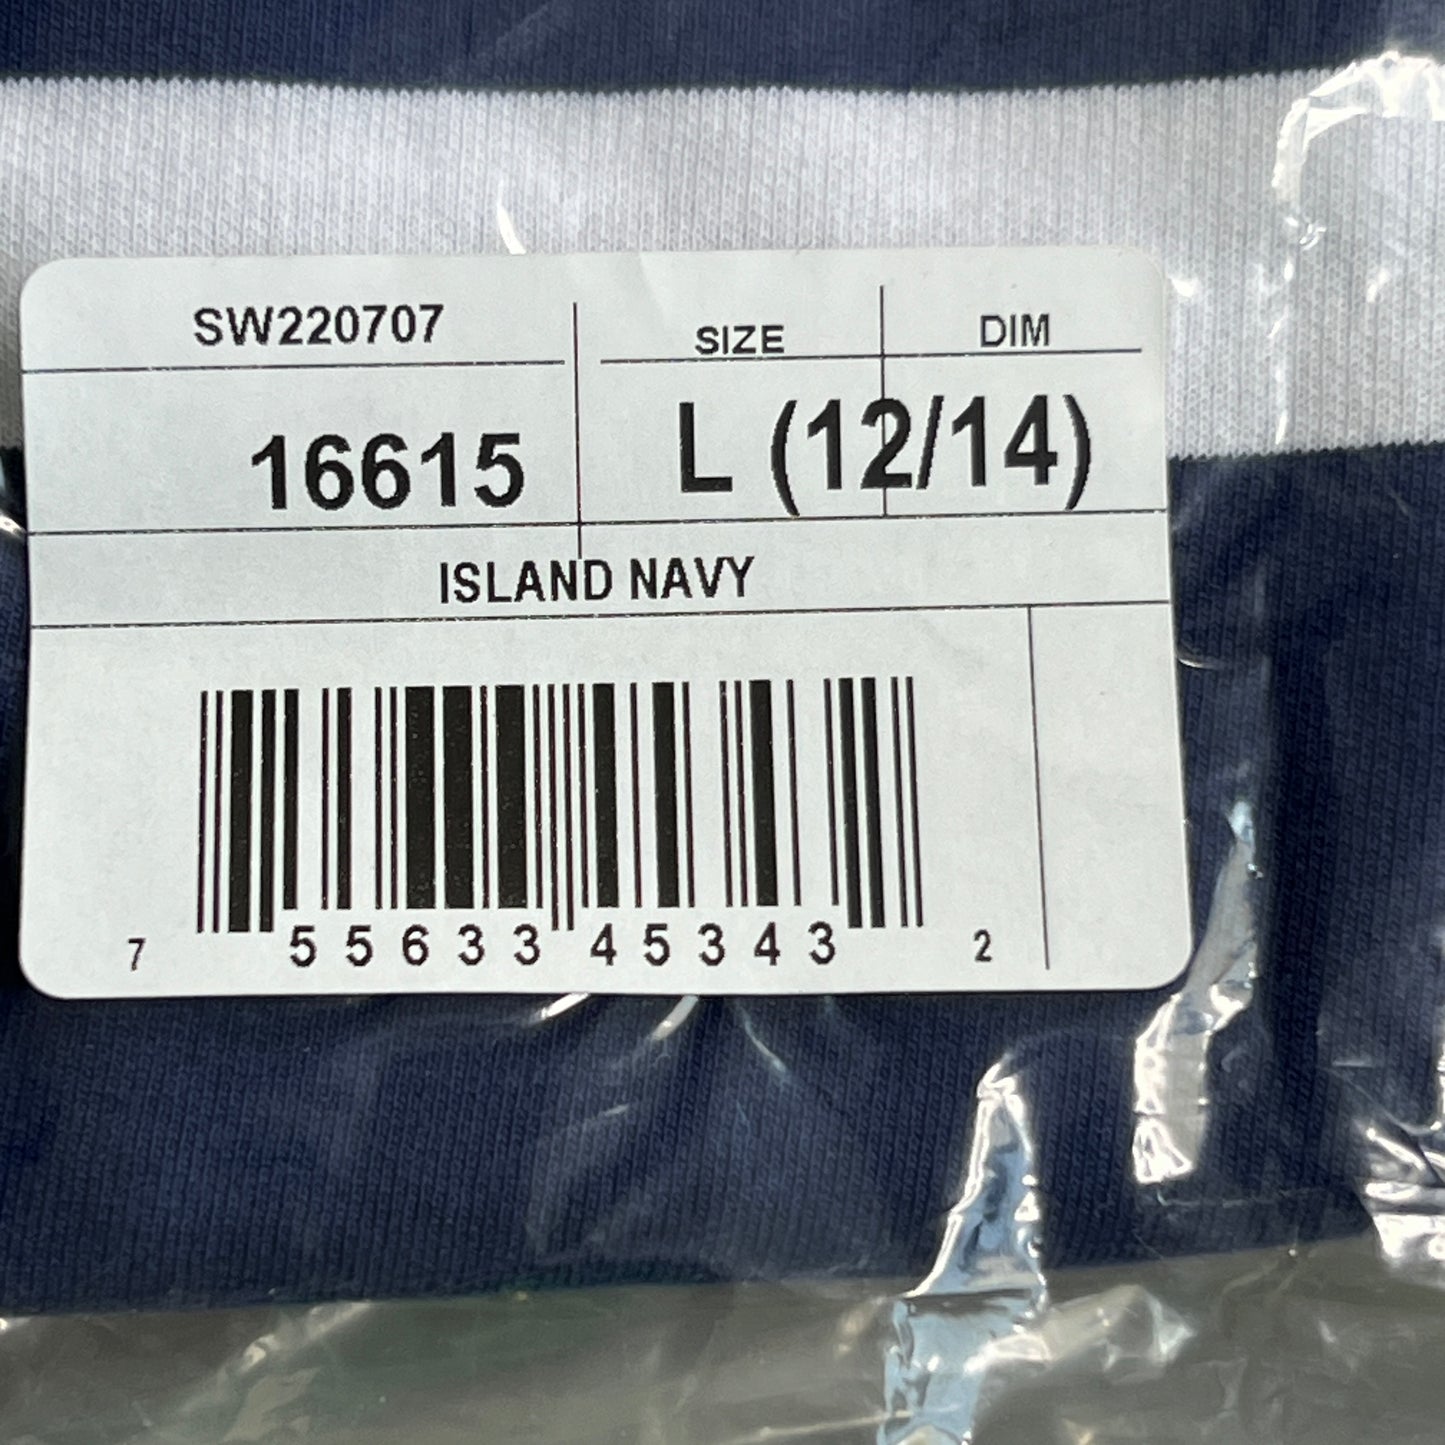 SW220707
SIZE
DIM
16615
L (12/14)
ISLAND NAVY
7 55633 45343 2